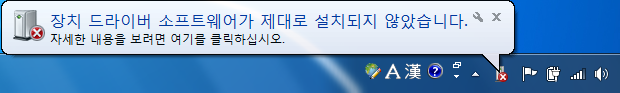 장치 드라이버 소프트웨어가 제대로 설치되지 않았습니다.
자세한 내용을 보려면 여기를 클릭하십시오.
A 漢 ?